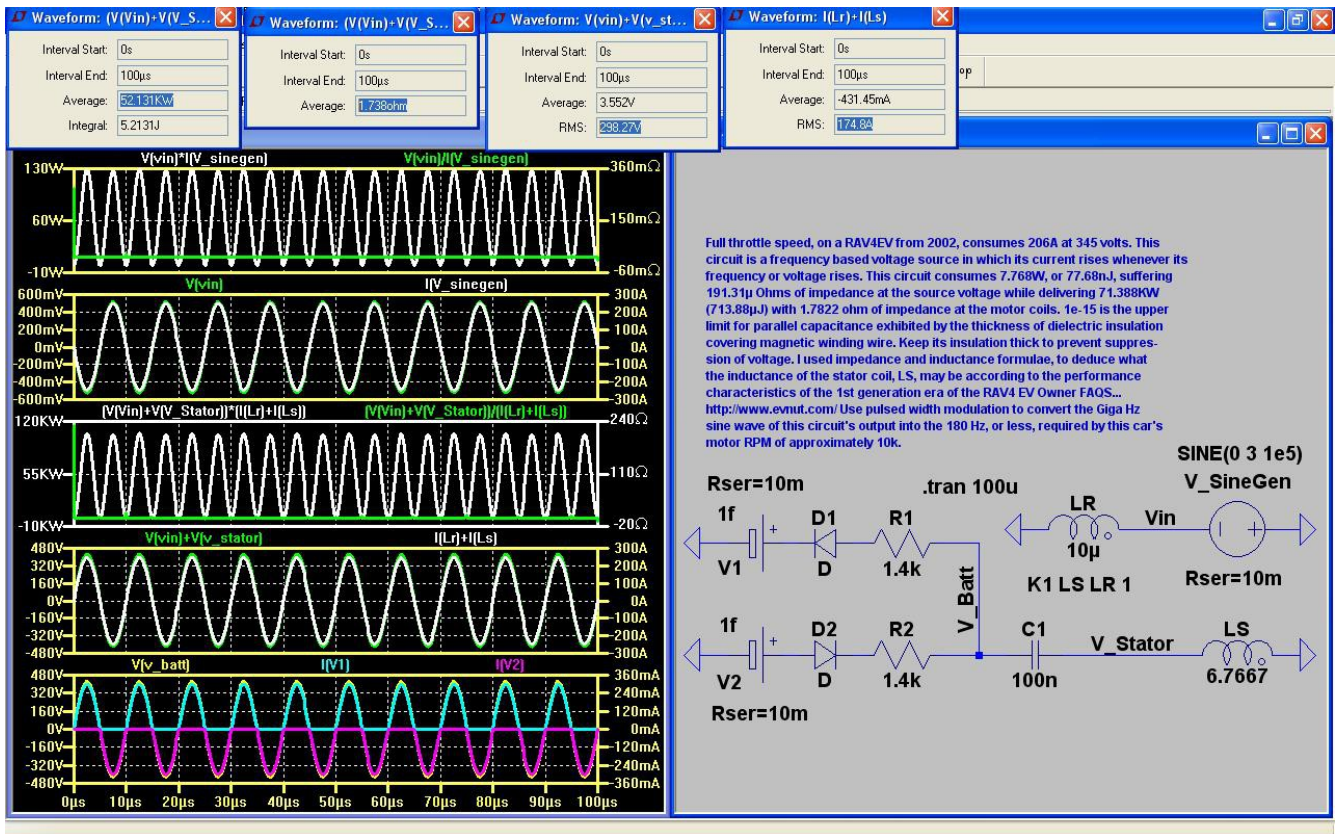 Waveform: (V(Vin)+V(V_S...
Interval Start: 0s
Interval End: 100µs
Average: 52.131KW
Integral: 5.2131J
Waveform: (V(Vin)+V(V_S...
Interval Start: 0s
Interval End: 100µs
Average: 1.738ohm
Waveform: V(vin)+V(v_st...
Interval Start: 0s
Interval End: 100µs
Average: 3.552V
RMS: 298.27V
Waveform: I(Lr)+I(Ls)
Interval Start: 0s
Interval End: 100µs
Average: -431.45mA
RMS: 174.8A
op
V(vin)*I(V_sinegen) V(vin)/I(V_sinegen)
130W 360mΩ
60W 150mΩ
-10W -60mΩ
V(vin) I(V_sinegen)
600mV 300A
400mV 200A
200mV 100A
0mV 0A
-200mV -100A
-400mV -200A
-600mV -300A
(V(Vin)+V(V_Stator))*(I(Lr)+I(Ls)) (V(Vin)+V(V_Stator))/(I(Lr)+I(Ls))
120KW 240Ω
55KW 110Ω
-10KW -20Ω
V(vin)+V(v_stator) I(Lr)+I(Ls)
480V 300A
320V 200A
160V 100A
0V 0A
-160V -100A
-320V -200A
-480V -300A
V(v_batt) I(V1) I(V2)
480V 360mA
320V 240mA
160V 120mA
0V 0mA
-160V -120mA
-320V -240mA
-480V -360mA
0µs 10µs 20µs 30µs 40µs 50µs 60µs 70µs 80µs 90µs 100µs
Full throttle speed, on a RAV4EV from 2002, consumes 206A at 345 volts. This
circuit is a frequency based voltage source in which its current rises whenever its
frequency or voltage rises. This circuit consumes 7.768W, or 77.68nJ, suffering
191.31µ Ohms of impedance at the source voltage while delivering 71.388KW
(713.88µJ) with 1.7822 ohm of impedance at the motor coils. 1e-15 is the upper
limit for parallel capacitance exhibited by the thickness of dielectric insulation
covering magnetic winding wire. Keep its insulation thick to prevent suppres-
sion of voltage. I used impedance and inductance formulae, to deduce what
the inductance of the stator coil, LS, may be according to the performance
characteristics of the 1st generation era of the RAV4 EV Owner FAQS...
http://www.evnut.com/ Use pulsed width modulation to convert the Giga Hz
sine wave of this circuit's output into the 180 Hz, or less, required by this car's
motor RPM of approximately 10k.
SINE(0 3 1e5)
V_SineGen
Rser=10m
.tran 100u
LR
Vin
10µ
Rser=10m
K1 LS LR 1
1f
V1
D1
D
R1
1.4k
V_Batt
1f
V2
D2
D
R2
1.4k
C1
100n
V_Stator
LS
6.7667
Rser=10m